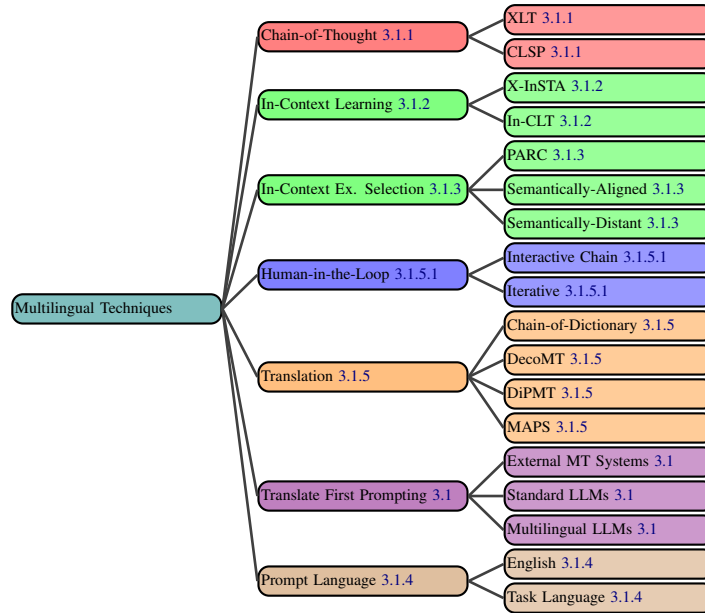 Multilingual Techniques
Chain-of-Thought 3.1.1
XLT 3.1.1
CLSP 3.1.1
In-Context Learning 3.1.2
X-InSTA 3.1.2
In-CLT 3.1.2
In-Context Ex. Selection 3.1.3
PARC 3.1.3
Semantically-Aligned 3.1.3
Semantically-Distant 3.1.3
Human-in-the-Loop 3.1.5.1
Interactive Chain 3.1.5.1
Iterative 3.1.5.1
Translation 3.1.5
Chain-of-Dictionary 3.1.5
DecoMT 3.1.5
DiPMT 3.1.5
MAPS 3.1.5
Translate First Prompting 3.1
External MT Systems 3.1
Standard LLMs 3.1
Multilingual LLMs 3.1
Prompt Language 3.1.4
English 3.1.4
Task Language 3.1.4